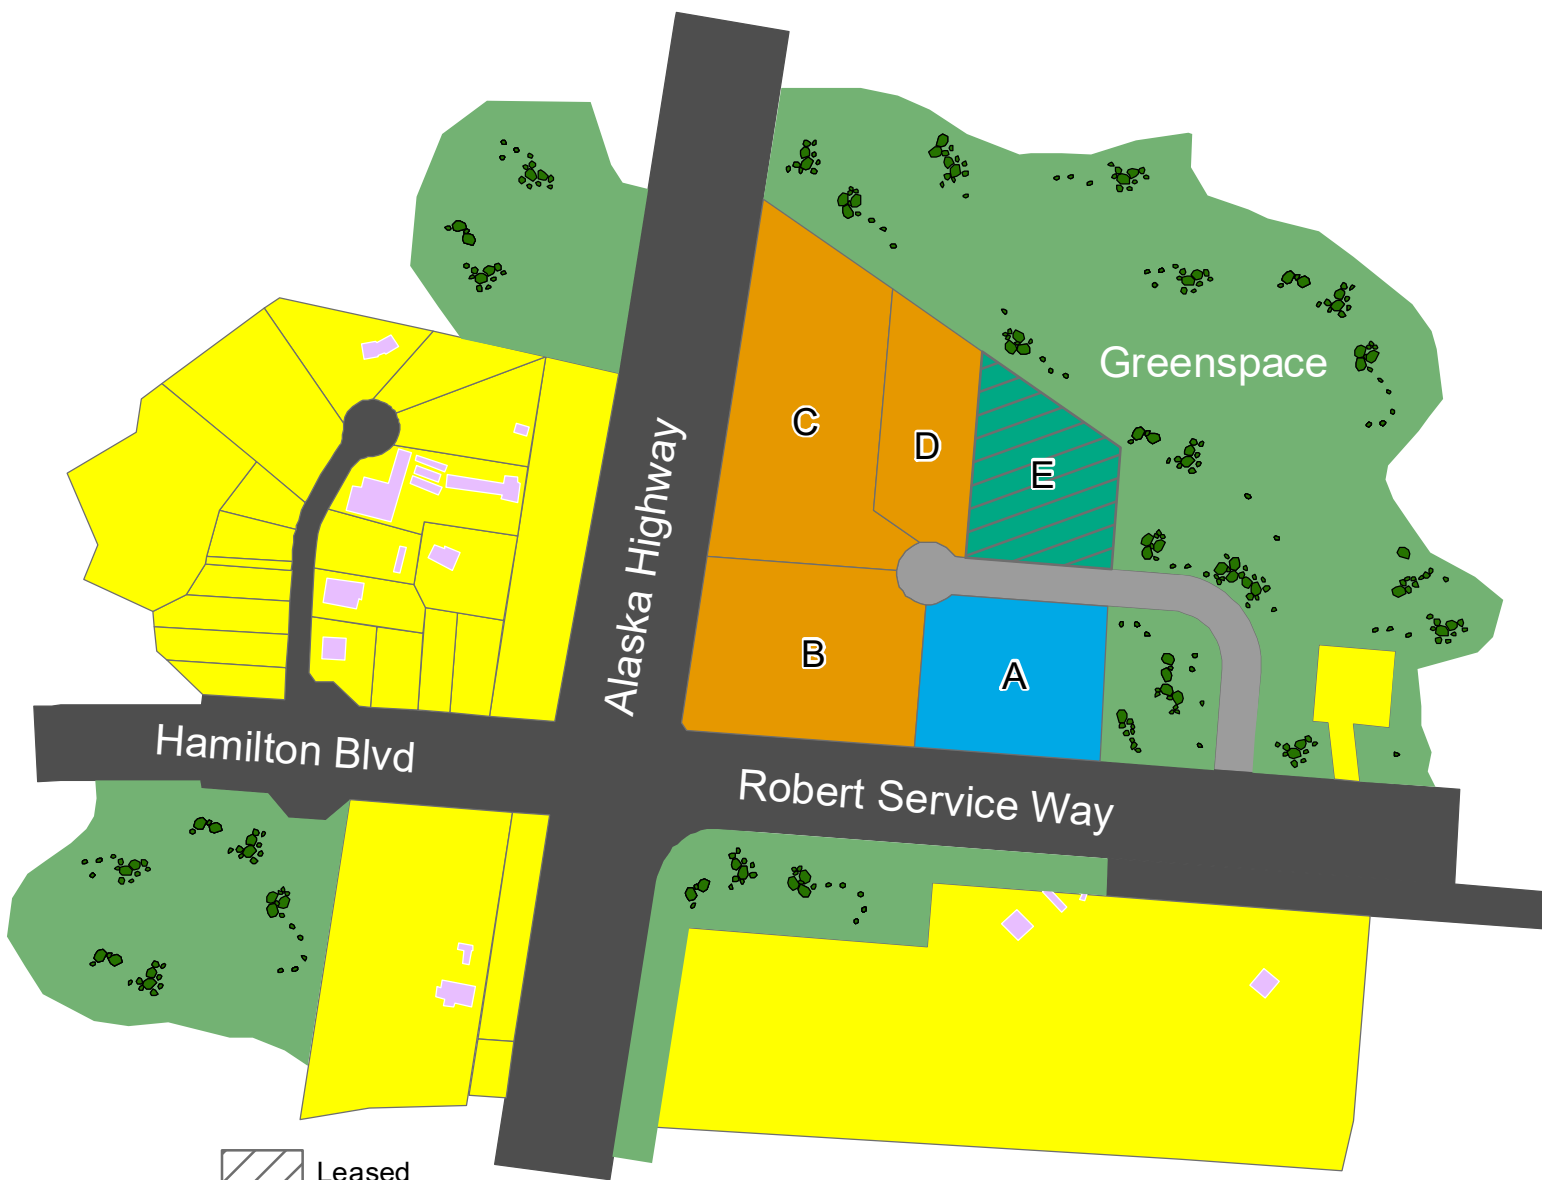 Greenspace
C
D
E
Alaska Highway
B
A
Hamilton Blvd
Robert Service Way
Leased